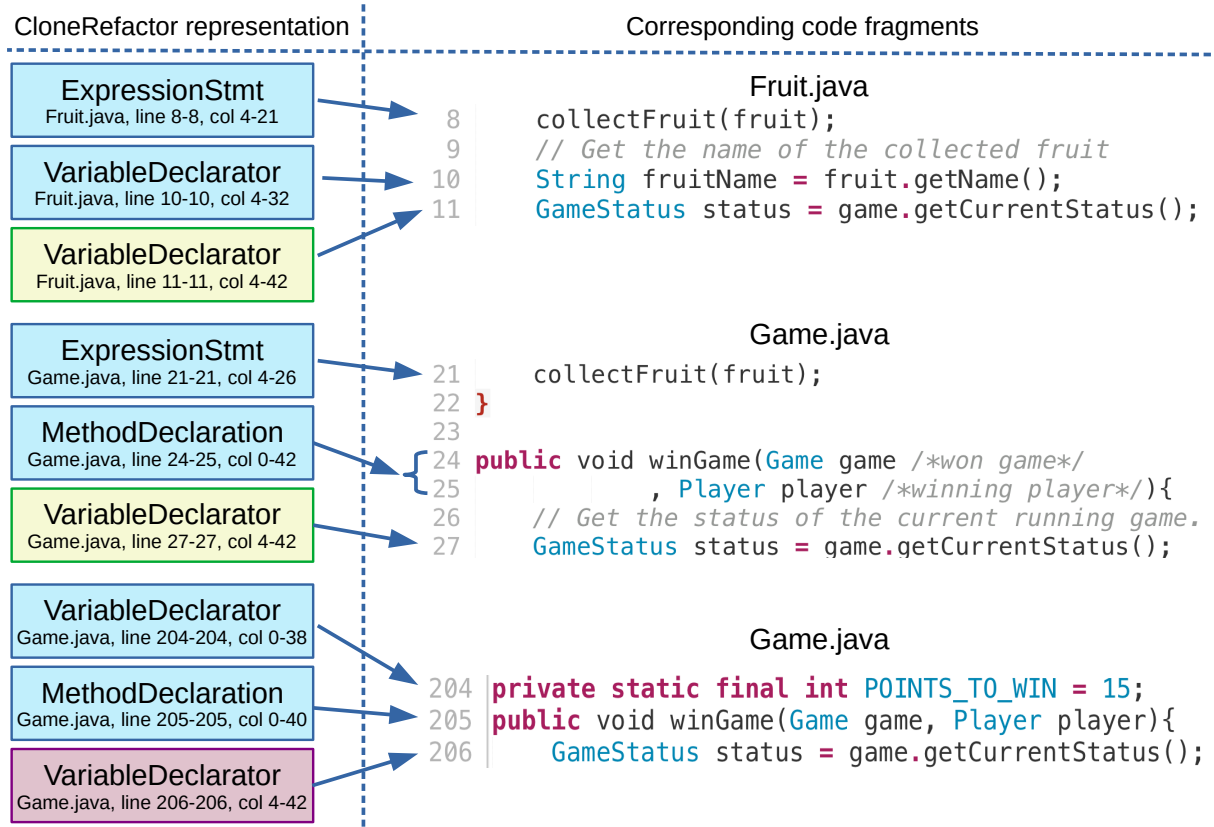 CloneRefactor representation
Corresponding code fragments
ExpressionStmt
Fruit.java, line 8-8, col 4-21
VariableDeclarator
Fruit.java, line 10-10, col 4-32
VariableDeclarator
Fruit.java, line 11-11, col 4-42
Fruit.java
8 collectFruit(fruit);
9 // Get the name of the collected fruit
10 String fruitName = fruit.getName();
11 GameStatus status = game.getCurrentStatus();
ExpressionStmt
Game.java, line 21-21, col 4-26
MethodDeclaration
Game.java, line 24-25, col 0-42
VariableDeclarator
Game.java, line 27-27, col 4-42
Game.java
21 collectFruit(fruit);
22 }
23
24 public void winGame(Game game /*won game*/
25 , Player player /*winning player*/){
26 // Get the status of the current running game.
27 GameStatus status = game.getCurrentStatus();
VariableDeclarator
Game.java, line 204-204, col 0-38
MethodDeclaration
Game.java, line 205-205, col 0-40
VariableDeclarator
Game.java, line 206-206, col 4-42
Game.java
204 private static final int POINTS_TO_WIN = 15;
205 public void winGame(Game game, Player player){
206 GameStatus status = game.getCurrentStatus();